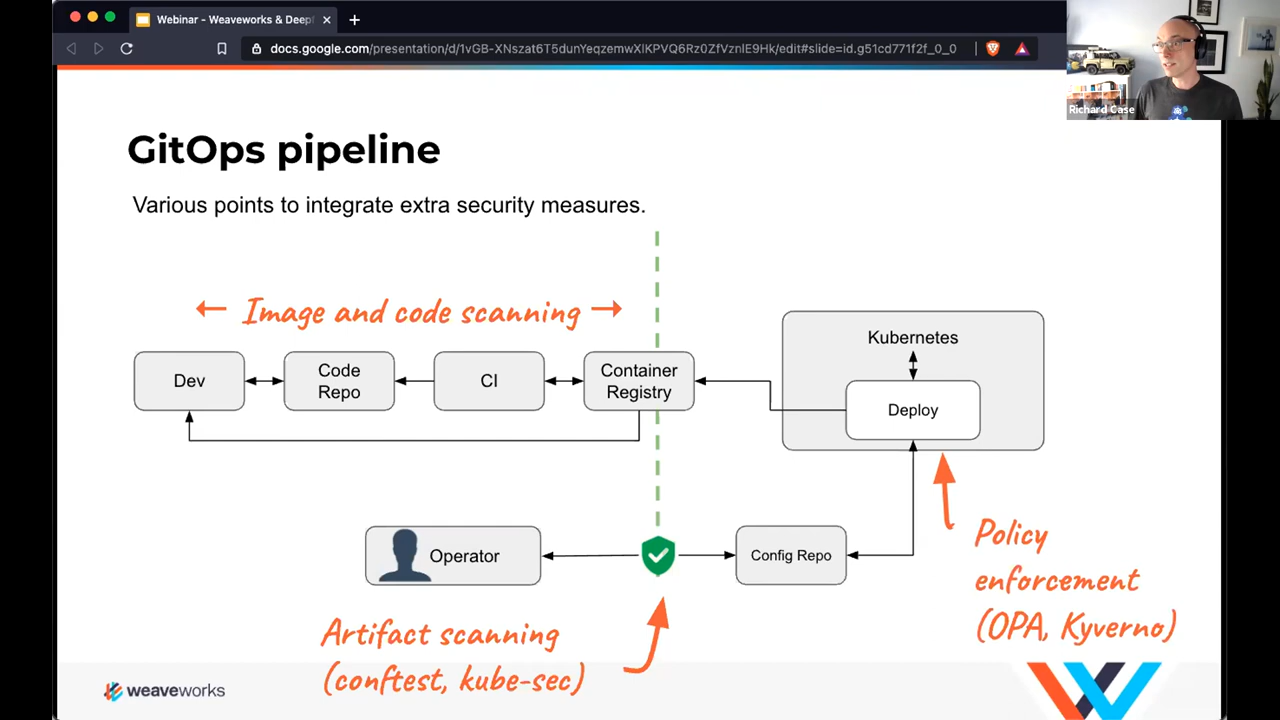 Webinar - Weaveworks & Deepf
docs.google.com/presentation/d/1vGB-XNszat6T5dunYeqzemwXlKPVQ6Rz0ZfVznlE9Hk/edit#slide=id.g51cd771f2f_0_0
Richard Case
GitOps pipeline
Various points to integrate extra security measures.
Image and code scanning
Kubernetes
Dev
Code
Repo
CI
Container
Registry
Deploy
Operator
Config Repo
Policy
enforcement
(OPA, Kyverno)
Artifact scanning
(conftest, kube-sec)
weaveworks